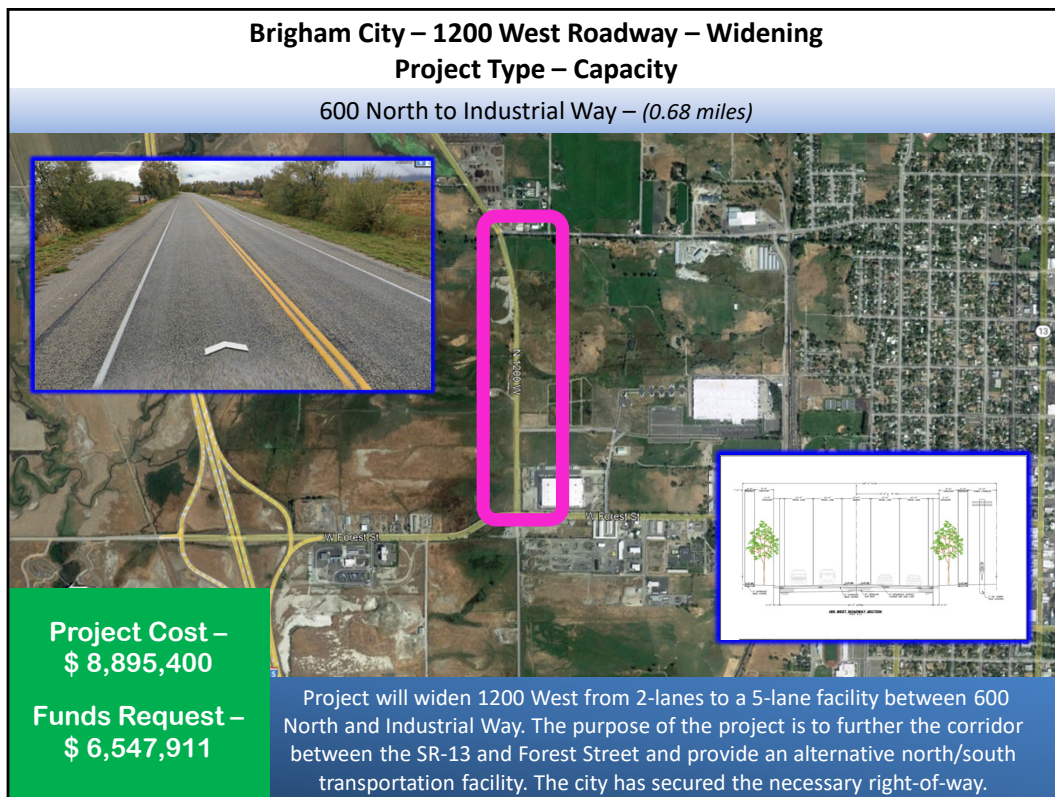 Brigham City – 1200 West Roadway – Widening
Project Type – Capacity
600 North to Industrial Way – (0.68 miles)
N 1200 W
13
W Forest St
W Forest St
Project Cost –
$ 8,895,400
Funds Request –
$ 6,547,911
Project will widen 1200 West from 2-lanes to a 5-lane facility between 600
North and Industrial Way. The purpose of the project is to further the corridor
between the SR-13 and Forest Street and provide an alternative north/south
transportation facility. The city has secured the necessary right-of-way.